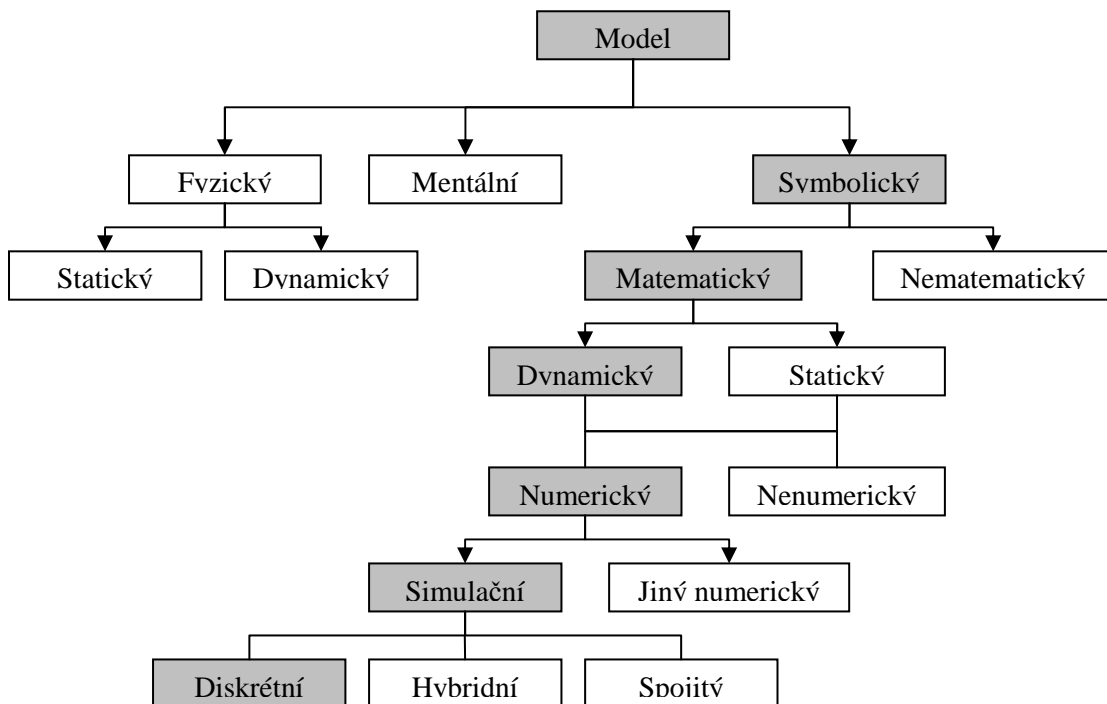 Model
Fyzický Mentální Symbolický
Statický Dynamický Matematický Nematematický
Dynamický Statický
Numerický Nenumerický
Simulační Jiný numerický
Diskrétní Hybridní Spojitý